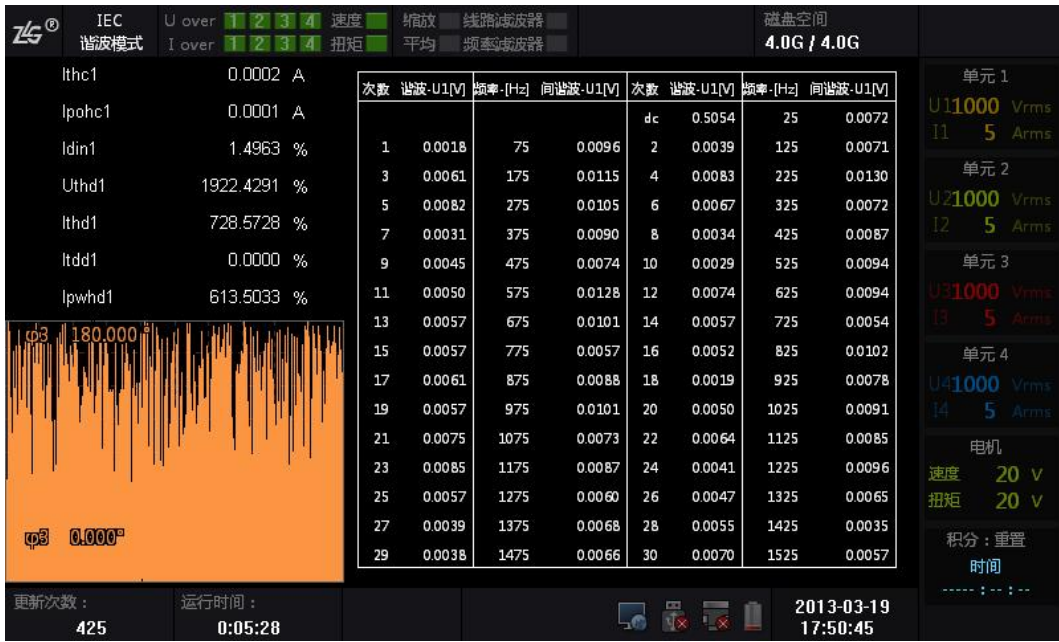 ZLG®
IEC
谐波模式
U over 1 2 3 4 速度
I over 1 2 3 4 扭矩
缩放 线路滤波器
平均 频率滤波器
磁盘空间
4.0G / 4.0G
Ithc1 0.0002 A
Ipohc1 0.0001 A
Idin1 1.4963 %
Uthd1 1922.4291 %
Ithd1 728.5728 %
Itdd1 0.0000 %
Ipwhd1 613.5033 %
φ3 180.000°
φ3 0.000°
次数 谐波-U1[V] 频率-[Hz] 间谐波-U1[V] 次数 谐波-U1[V] 频率-[Hz] 间谐波-U1[V]
dc 0.5054 25 0.0072
1 0.0018 75 0.0096 2 0.0039 125 0.0071
3 0.0061 175 0.0115 4 0.0083 225 0.0130
5 0.0082 275 0.0105 6 0.0067 325 0.0072
7 0.0031 375 0.0090 8 0.0034 425 0.0087
9 0.0045 475 0.0074 10 0.0029 525 0.0094
11 0.0050 575 0.0128 12 0.0074 625 0.0094
13 0.0057 675 0.0101 14 0.0057 725 0.0054
15 0.0057 775 0.0057 16 0.0052 825 0.0102
17 0.0061 875 0.0088 18 0.0019 925 0.0078
19 0.0057 975 0.0101 20 0.0050 1025 0.0091
21 0.0075 1075 0.0073 22 0.0064 1125 0.0085
23 0.0085 1175 0.0087 24 0.0041 1225 0.0096
25 0.0057 1275 0.0060 26 0.0047 1325 0.0065
27 0.0039 1375 0.0068 28 0.0055 1425 0.0035
29 0.0038 1475 0.0066 30 0.0070 1525 0.0057
单元 1
U1 1000 Vrms
I1 5 Arms
单元 2
U2 1000 Vrms
I2 5 Arms
单元 3
U3 1000 Vrms
I3 5 Arms
单元 4
U4 1000 Vrms
I4 5 Arms
电机
速度 20 V
扭矩 20 V
积分：重置
时间
-----:--:--
更新次数：
425
运行时间：
0:05:28
2013-03-19
17:50:45